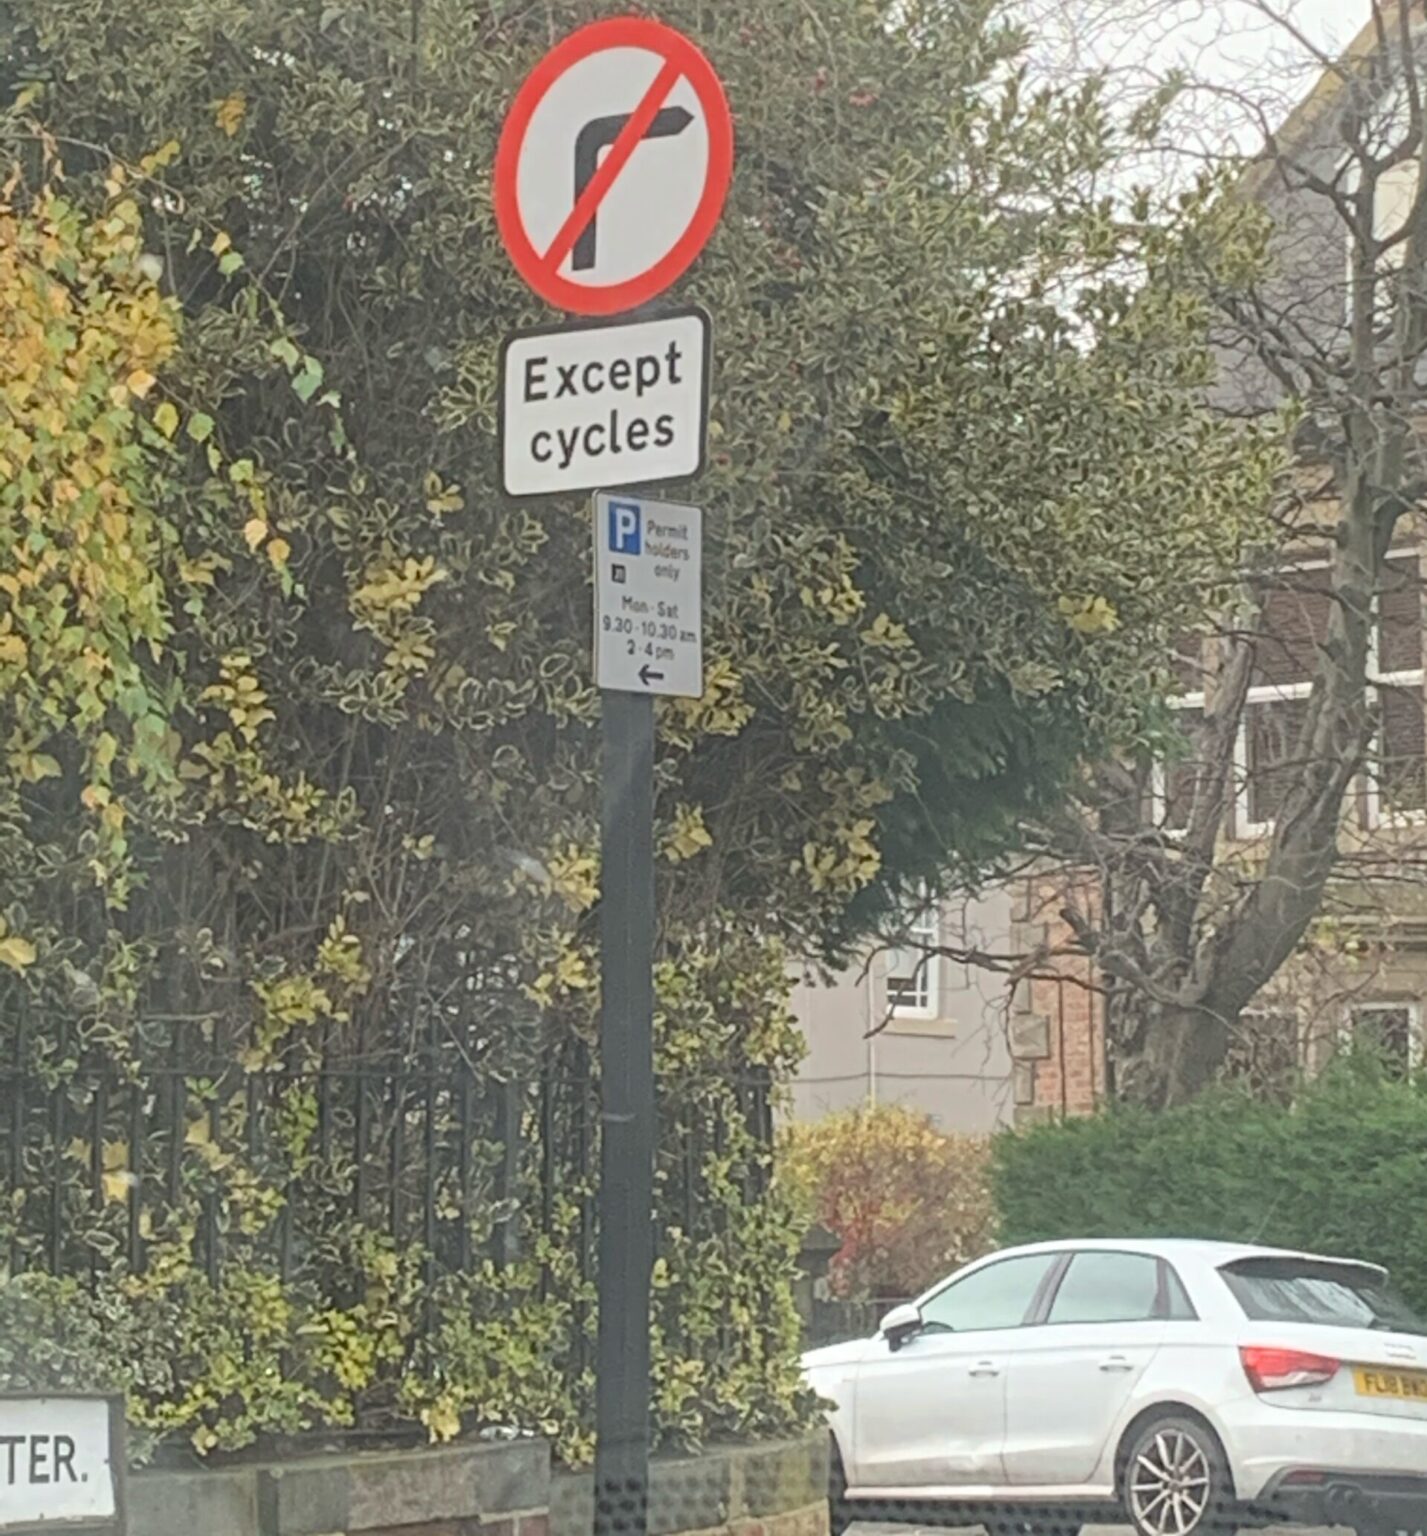 Except
cycles
P Permit
holders
only
Mon - Sat
9.30 - 10.30 am
2 - 4 pm
TER.